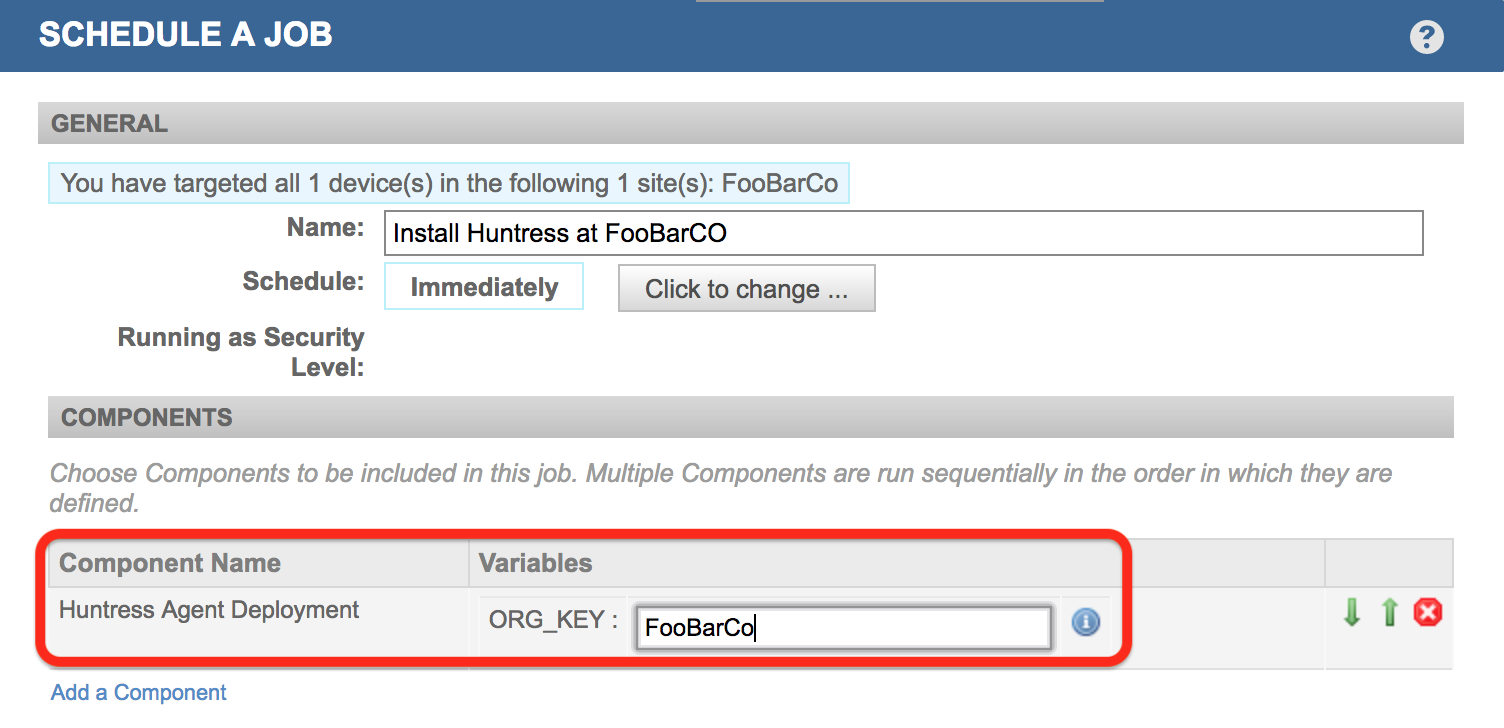 SCHEDULE A JOB
?
GENERAL
You have targeted all 1 device(s) in the following 1 site(s): FooBarCo
Name: Install Huntress at FooBarCO
Schedule: Immediately Click to change ...
Running as Security
Level:
COMPONENTS
Choose Components to be included in this job. Multiple Components are run sequentially in the order in which they are
defined.
Component Name Variables
Huntress Agent Deployment ORG_KEY : FooBarCo i
Add a Component